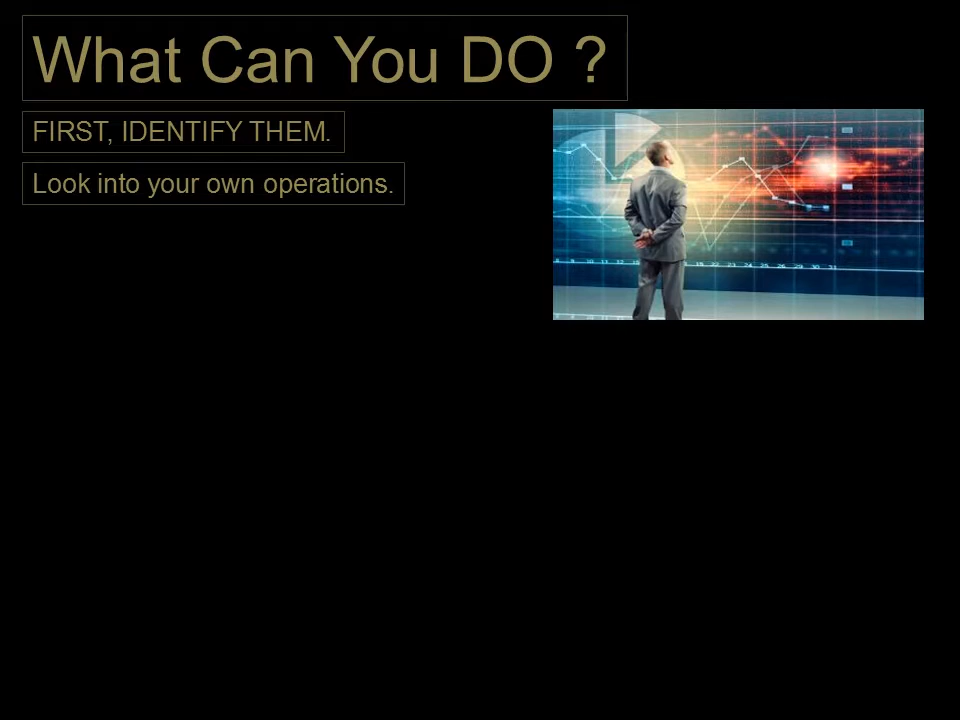 What Can You DO ?
FIRST, IDENTIFY THEM.
Look into your own operations.